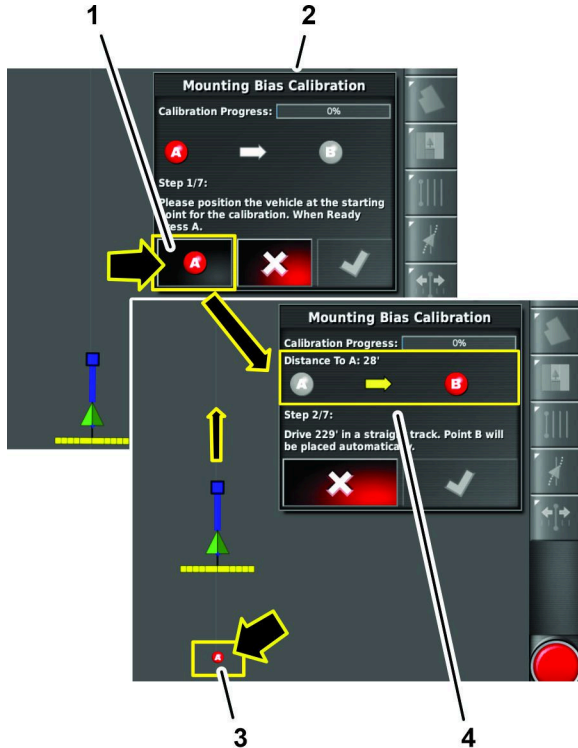 1
2
Mounting Bias Calibration
Calibration Progress: 0%
A B
Step 1/7:
Please position the vehicle at the starting
point for the calibration. When Ready
press A.
A
Mounting Bias Calibration
Calibration Progress: 0%
Distance To A: 28'
A B
Step 2/7:
Drive 229' in a straight track. Point B will
be placed automatically.
A
3
4